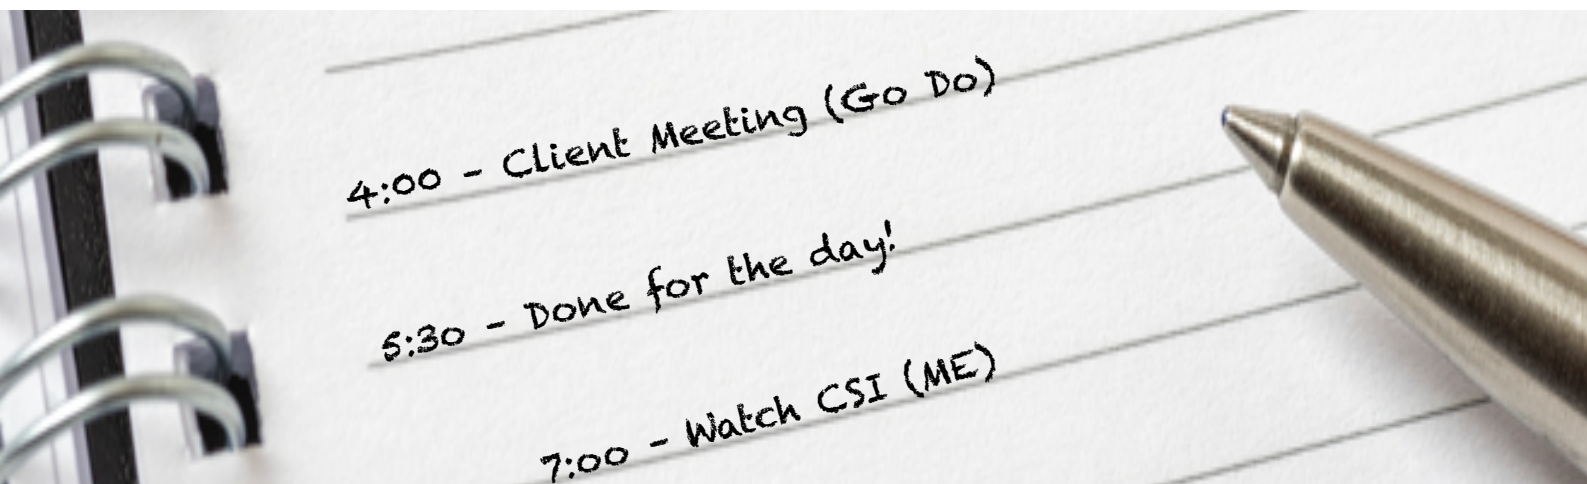 4:00 - Client Meeting (Go Do)
5:30 - Done for the day!
7:00 - Watch CSI (ME)